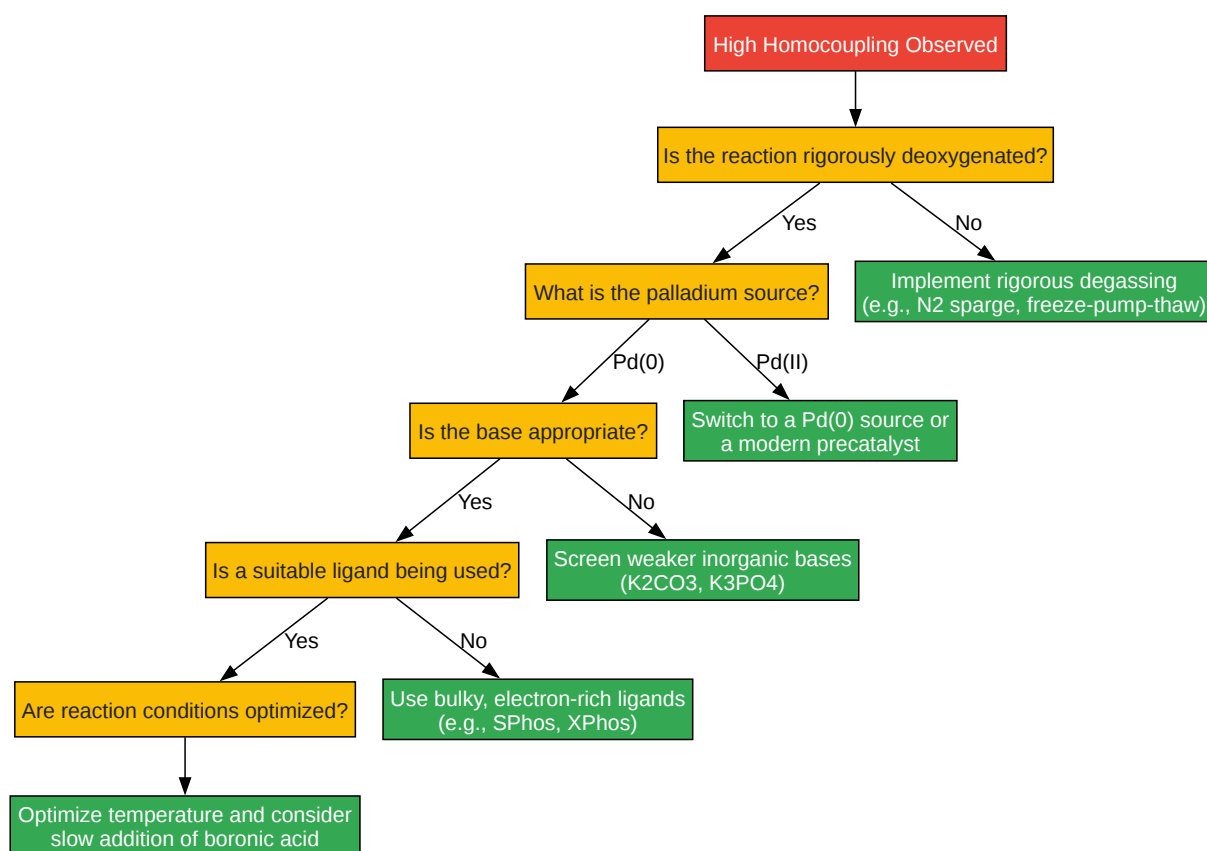 High Homocoupling Observed
Is the reaction rigorously deoxygenated?
Yes
No
What is the palladium source?
Implement rigorous degassing
(e.g., N2 sparge, freeze-pump-thaw)
Pd(0)
Pd(II)
Is the base appropriate?
Switch to a Pd(0) source or
a modern precatalyst
Yes
No
Is a suitable ligand being used?
Screen weaker inorganic bases
(K2CO3, K3PO4)
Yes
No
Are reaction conditions optimized?
Use bulky, electron-rich ligands
(e.g., SPhos, XPhos)
Optimize temperature and consider
slow addition of boronic acid